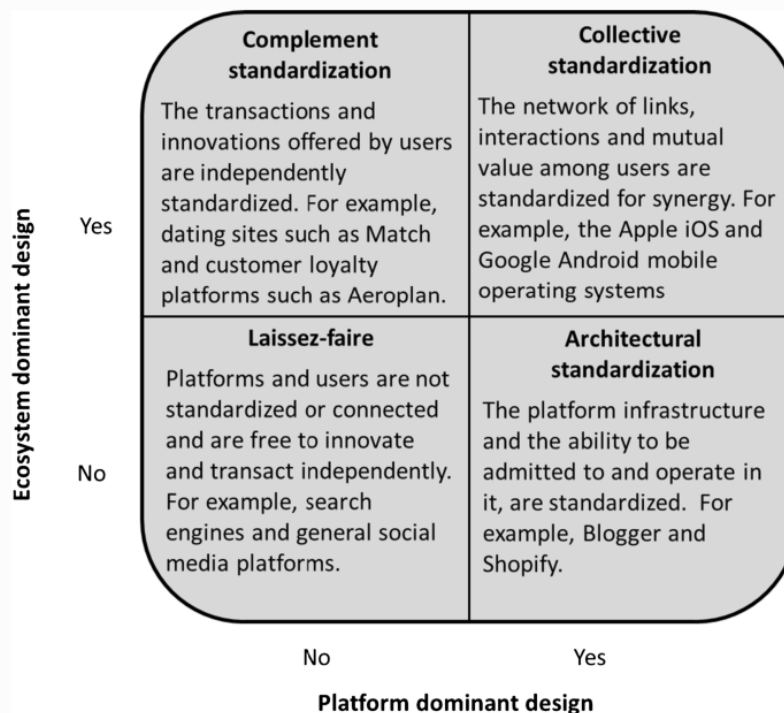 Complement
standardization
The transactions and
innovations offered by users
are independently
standardized. For example,
dating sites such as Match
and customer loyalty
platforms such as Aeroplan.
Collective
standardization
The network of links,
interactions and mutual
value among users are
standardized for synergy. For
example, the Apple iOS and
Google Android mobile
operating systems
Laissez-faire
Platforms and users are not
standardized or connected
and are free to innovate
and transact independently.
For example, search
engines and general social
media platforms.
Architectural
standardization
The platform infrastructure
and the ability to be
admitted to and operate in
it, are standardized.  For
example, Blogger and
Shopify.
Ecosystem dominant design
Yes
No
No
Yes
Platform dominant design